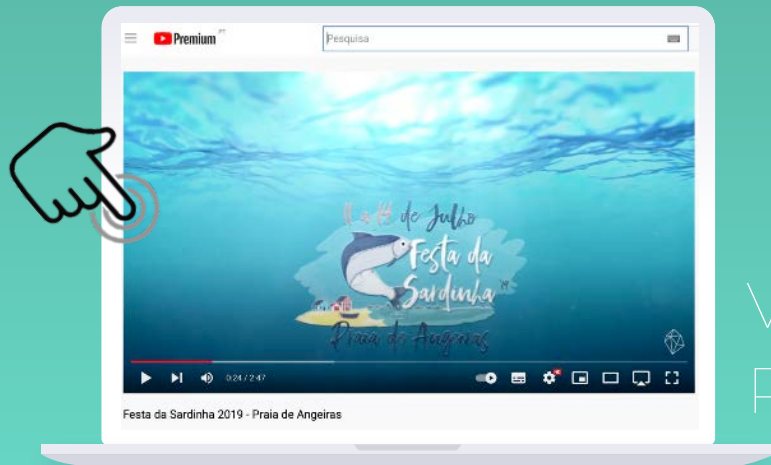 Premium PT
Pesquisa
de Julho
Festa da
Sardinha
Praia de Angeiras
0:24 / 2:47
Festa da Sardinha 2019 - Praia de Angeiras
V
P